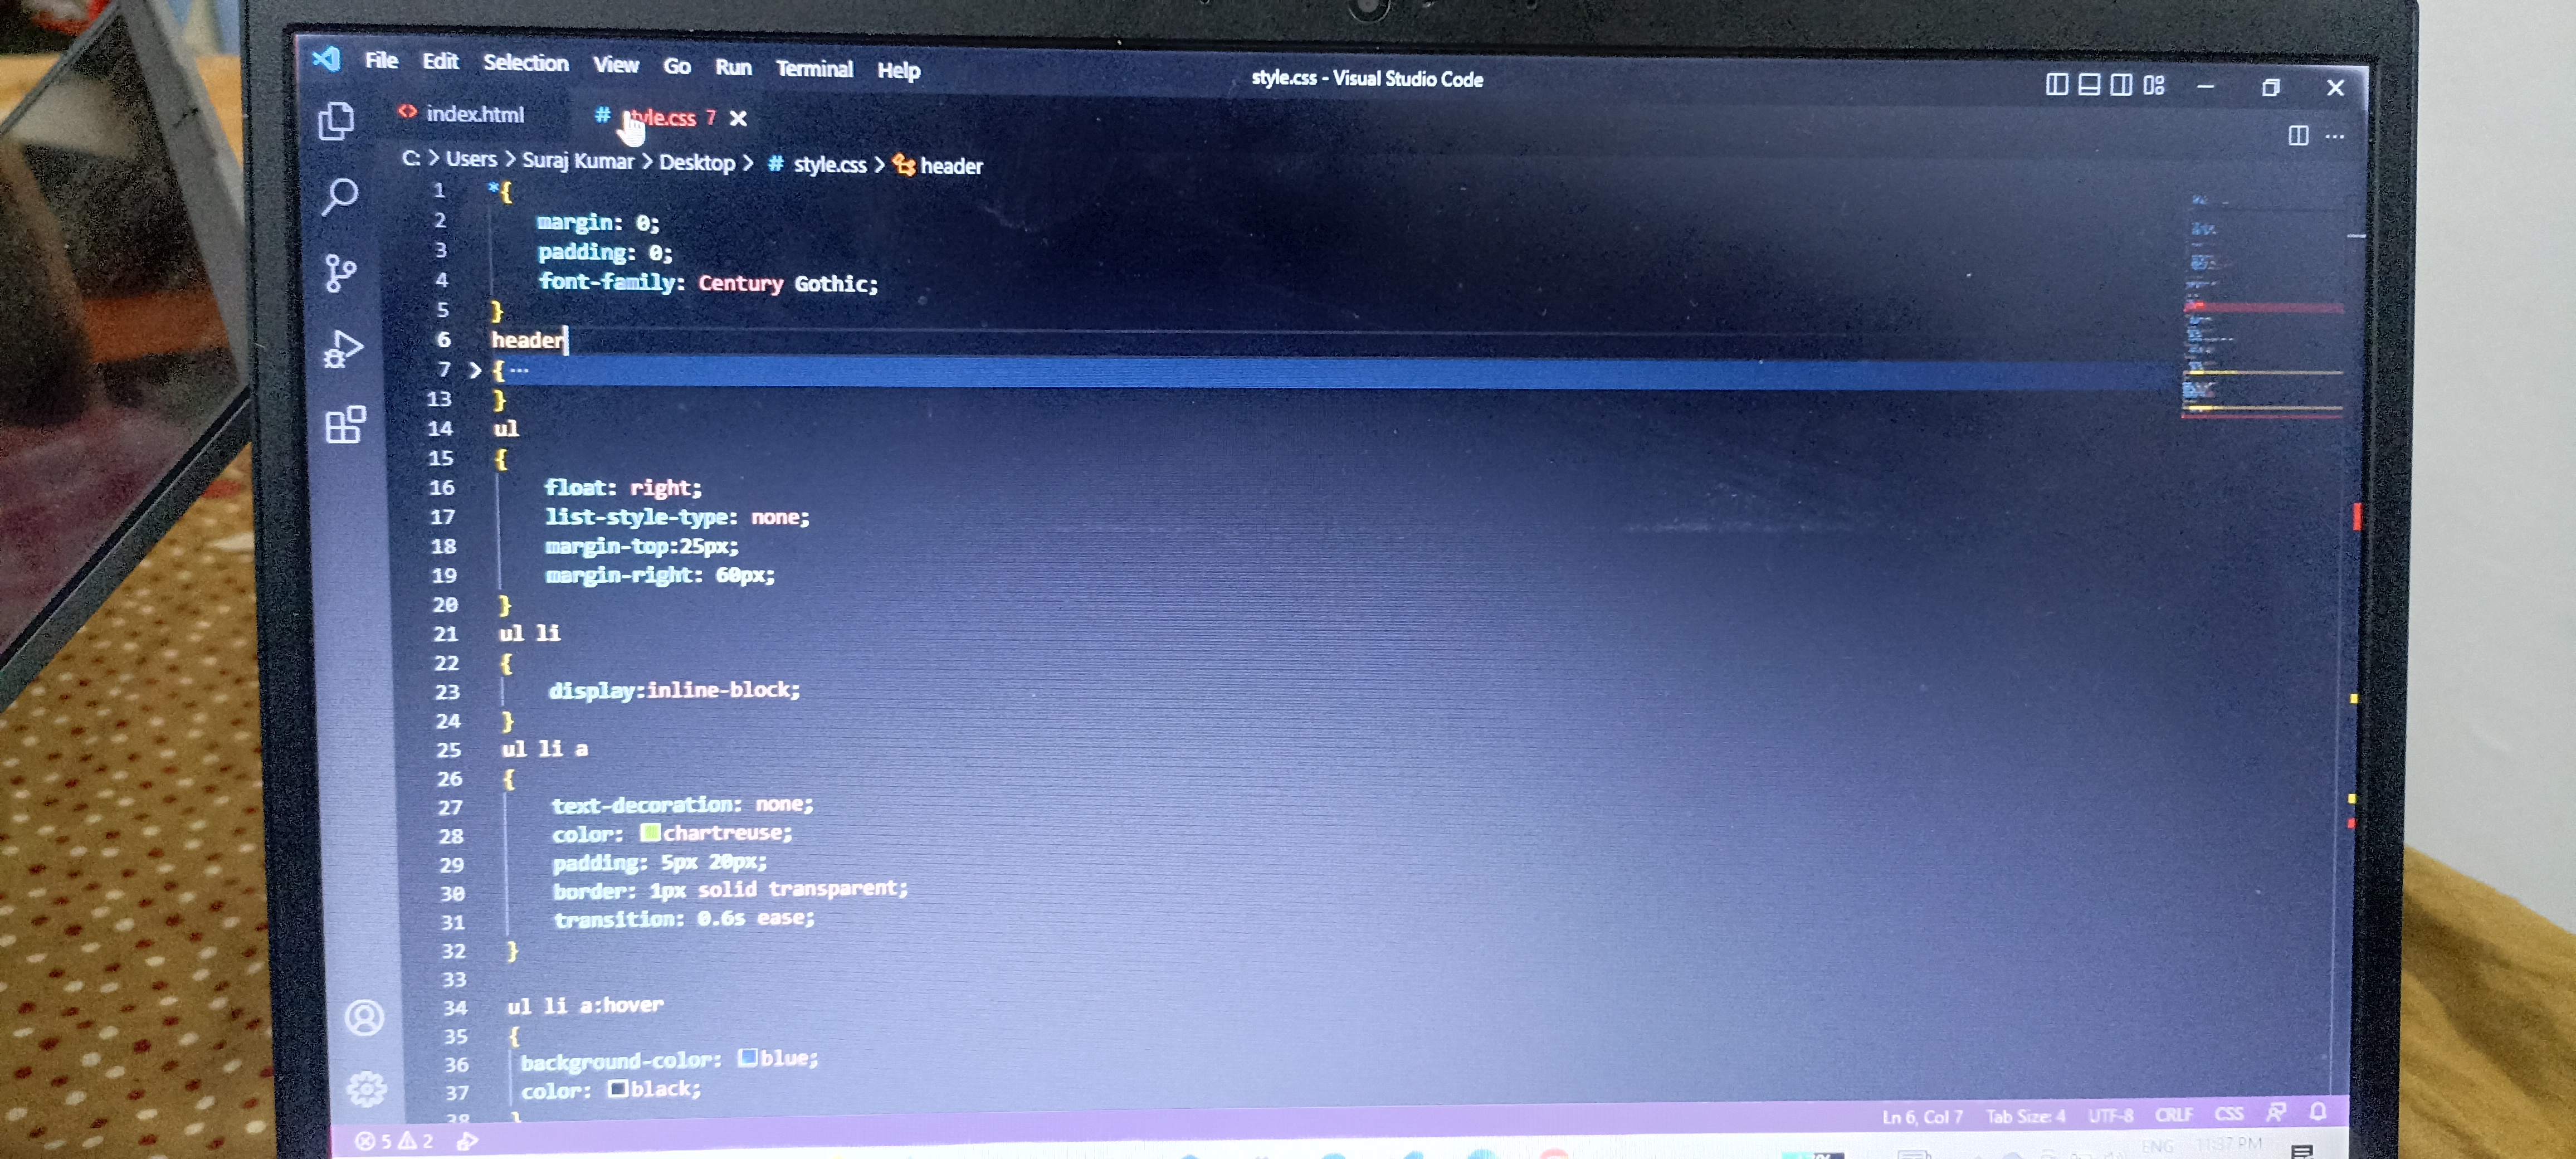 File Edit Selection View Go Run Terminal Help
style.css - Visual Studio Code
index.html
# style.css 7
C: > Users > Suraj Kumar > Desktop > # style.css > header
1 *{
2 margin: 0;
3 padding: 0;
4 font-family: Century Gothic;
5 }
6 header
7 {...
13 }
14 ul
15 {
16 float: right;
17 list-style-type: none;
18 margin-top:25px;
19 margin-right: 60px;
20 }
21 ul li
22 {
23 display:inline-block;
24 }
25 ul li a
26 {
27 text-decoration: none;
28 color: chartreuse;
29 padding: 5px 20px;
30 border: 1px solid transparent;
31 transition: 0.6s ease;
32 }
33
34 ul li a:hover
35 {
36 background-color: blue;
37 color: black;
38 }
5 2
Ln 6, Col 7 Tab Size: 4 UTF-8 CRLF CSS
ENG 11:37 PM